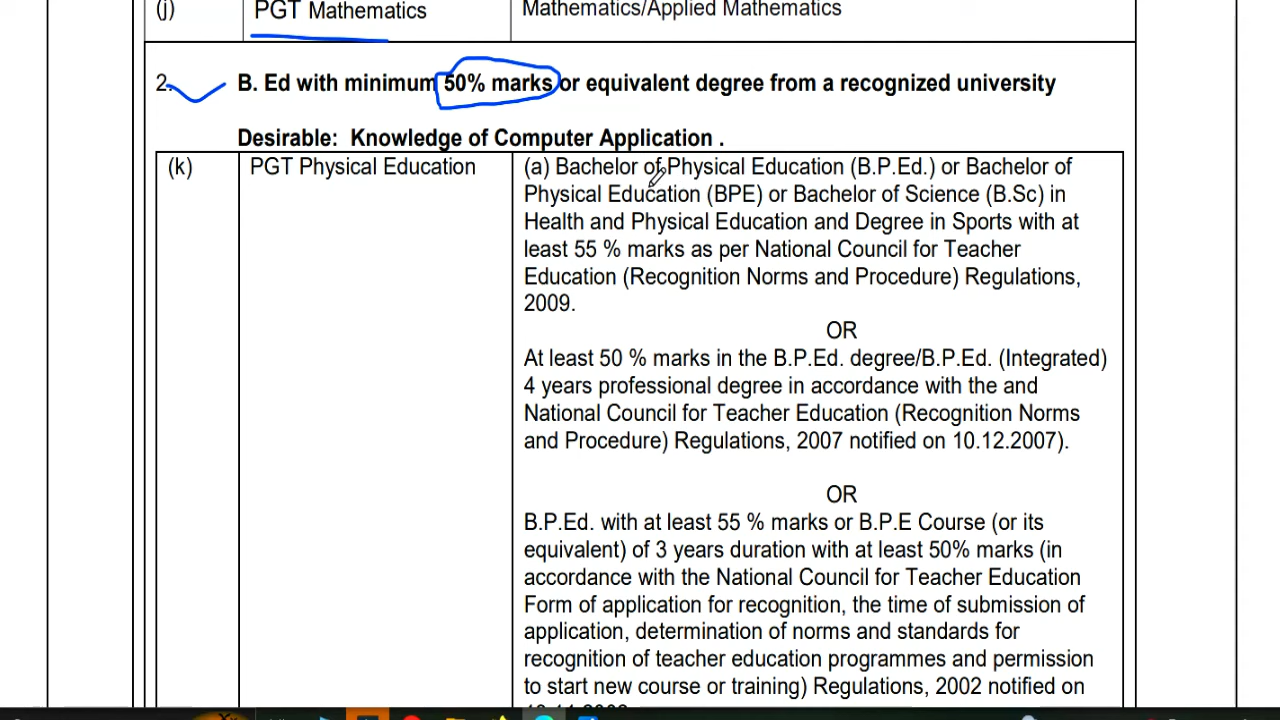 (j) PGT Mathematics Mathematics/Applied Mathematics
2. B. Ed with minimum 50% marks or equivalent degree from a recognized university
Desirable: Knowledge of Computer Application .
(k) PGT Physical Education (a) Bachelor of Physical Education (B.P.Ed.) or Bachelor of
Physical Education (BPE) or Bachelor of Science (B.Sc) in
Health and Physical Education and Degree in Sports with at
least 55 % marks as per National Council for Teacher
Education (Recognition Norms and Procedure) Regulations,
2009.
OR
At least 50 % marks in the B.P.Ed. degree/B.P.Ed. (Integrated)
4 years professional degree in accordance with the and
National Council for Teacher Education (Recognition Norms
and Procedure) Regulations, 2007 notified on 10.12.2007).
OR
B.P.Ed. with at least 55 % marks or B.P.E Course (or its
equivalent) of 3 years duration with at least 50% marks (in
accordance with the National Council for Teacher Education
Form of application for recognition, the time of submission of
application, determination of norms and standards for
recognition of teacher education programmes and permission
to start new course or training) Regulations, 2002 notified on